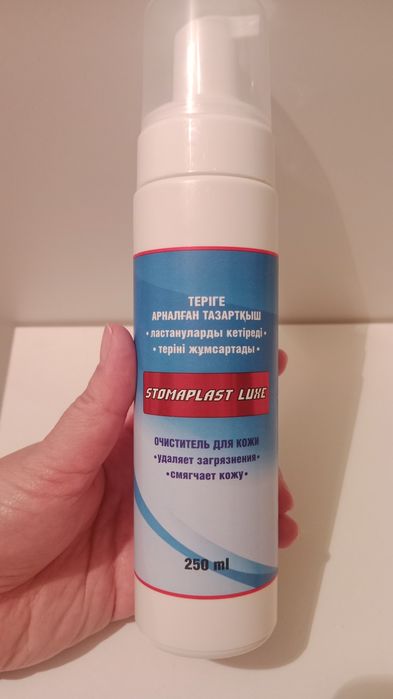 ТЕРІГЕ
АРНАЛҒАН ТАЗАРТҚЫШ
• ластануларды кетіреді •
• теріні жұмсартады •
STOMAPLAST LUXE
ОЧИСТИТЕЛЬ ДЛЯ КОЖИ
•удаляет загрязнения•
•смягчает кожу•
250 ml